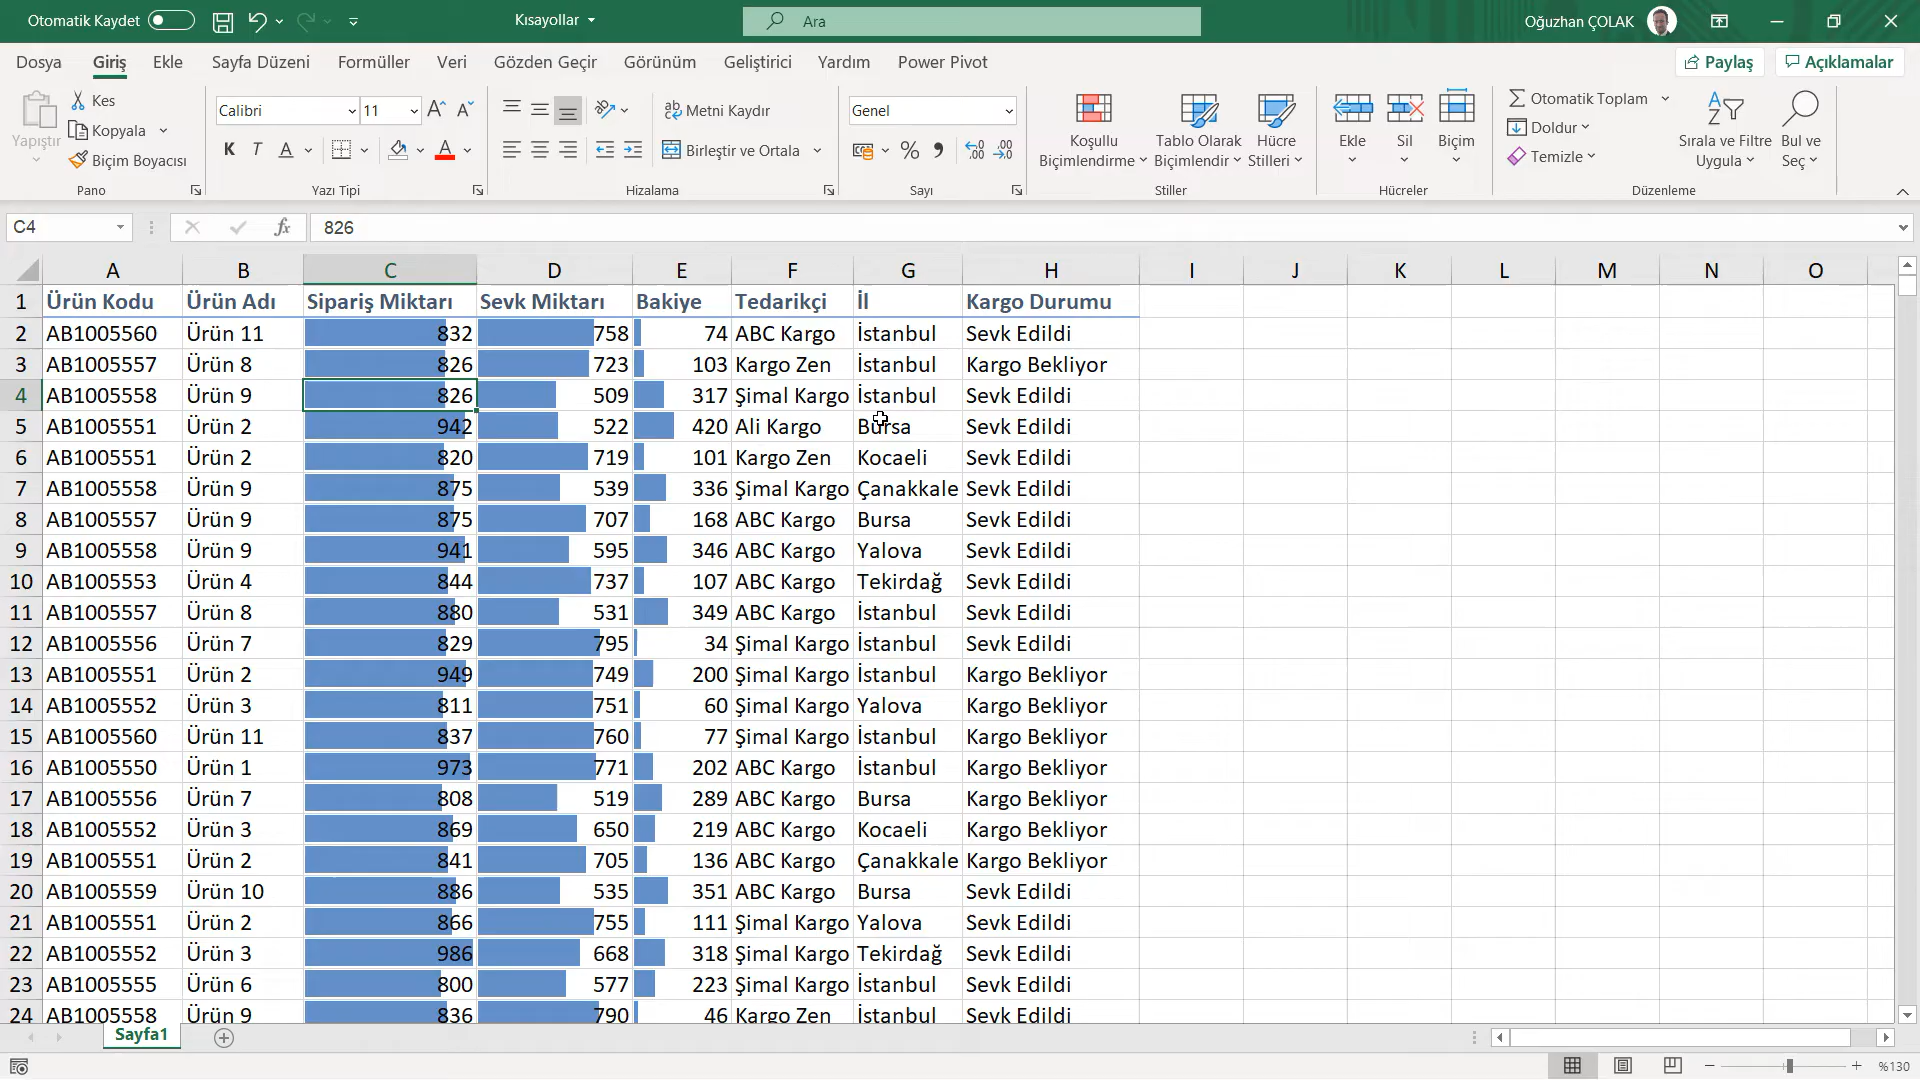 Otomatik Kaydet Kısayollar Ara Oğuzhan ÇOLAK
Dosya Giriş Ekle Sayfa Düzeni Formüller Veri Gözden Geçir Görünüm Geliştirici Yardım Power Pivot Paylaş Açıklamalar
Yapıştır Kes Kopyala Biçim Boyacısı
Pano
Calibri 11
K T A A
Yazı Tipi
Metni Kaydır
Birleştir ve Ortala
Hizalama
Genel
Sayı
Koşullu Biçimlendirme Tablo Olarak Biçimlendir Hücre Stilleri
Stiller
Ekle Sil Biçim
Hücreler
Otomatik Toplam
Doldur
Temizle
Sırala ve Filtre Uygula Bul ve Seç
Düzenleme
C4 fx 826
A B C D E F G H I J K L M N O
1 Ürün Kodu Ürün Adı Sipariş Miktarı Sevk Miktarı Bakiye Tedarikçi İl Kargo Durumu
2 AB1005560 Ürün 11 832 758 74 ABC Kargo İstanbul Sevk Edildi
3 AB1005557 Ürün 8 826 723 103 Kargo Zen İstanbul Kargo Bekliyor
4 AB1005558 Ürün 9 826 509 317 Şimal Kargo İstanbul Sevk Edildi
5 AB1005551 Ürün 2 942 522 420 Ali Kargo Bursa Sevk Edildi
6 AB1005551 Ürün 2 820 719 101 Kargo Zen Kocaeli Sevk Edildi
7 AB1005558 Ürün 9 875 539 336 Şimal Kargo Çanakkale Sevk Edildi
8 AB1005557 Ürün 9 875 707 168 ABC Kargo Bursa Sevk Edildi
9 AB1005558 Ürün 9 941 595 346 ABC Kargo Yalova Sevk Edildi
10 AB1005553 Ürün 4 844 737 107 ABC Kargo Tekirdağ Sevk Edildi
11 AB1005557 Ürün 8 880 531 349 ABC Kargo İstanbul Sevk Edildi
12 AB1005556 Ürün 7 829 795 34 Şimal Kargo İstanbul Sevk Edildi
13 AB1005551 Ürün 2 949 749 200 Şimal Kargo İstanbul Kargo Bekliyor
14 AB1005552 Ürün 3 811 751 60 Şimal Kargo Yalova Kargo Bekliyor
15 AB1005560 Ürün 11 837 760 77 Şimal Kargo İstanbul Kargo Bekliyor
16 AB1005550 Ürün 1 973 771 202 ABC Kargo İstanbul Kargo Bekliyor
17 AB1005556 Ürün 7 808 519 289 ABC Kargo Bursa Kargo Bekliyor
18 AB1005552 Ürün 3 869 650 219 ABC Kargo Kocaeli Kargo Bekliyor
19 AB1005551 Ürün 2 841 705 136 ABC Kargo Çanakkale Kargo Bekliyor
20 AB1005559 Ürün 10 886 535 351 ABC Kargo Bursa Sevk Edildi
21 AB1005551 Ürün 2 866 755 111 Şimal Kargo Yalova Sevk Edildi
22 AB1005552 Ürün 3 986 668 318 Şimal Kargo Tekirdağ Sevk Edildi
23 AB1005555 Ürün 6 800 577 223 Şimal Kargo İstanbul Sevk Edildi
24 AB1005558 Ürün 9 836 790 46 Kargo Zen İstanbul Sevk Edildi
Sayfa1
%130